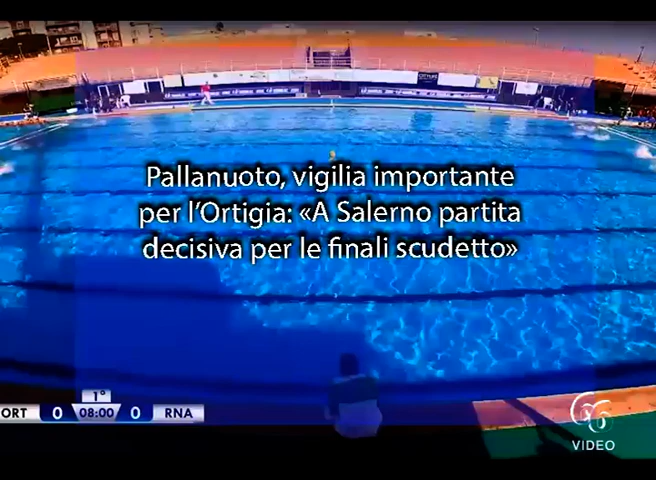 Pallanuoto, vigilia importante
per l'Ortigia: «A Salerno partita
decisiva per le finali scudetto»
1°
ORT 0 08:00 0 RNA
VIDEO